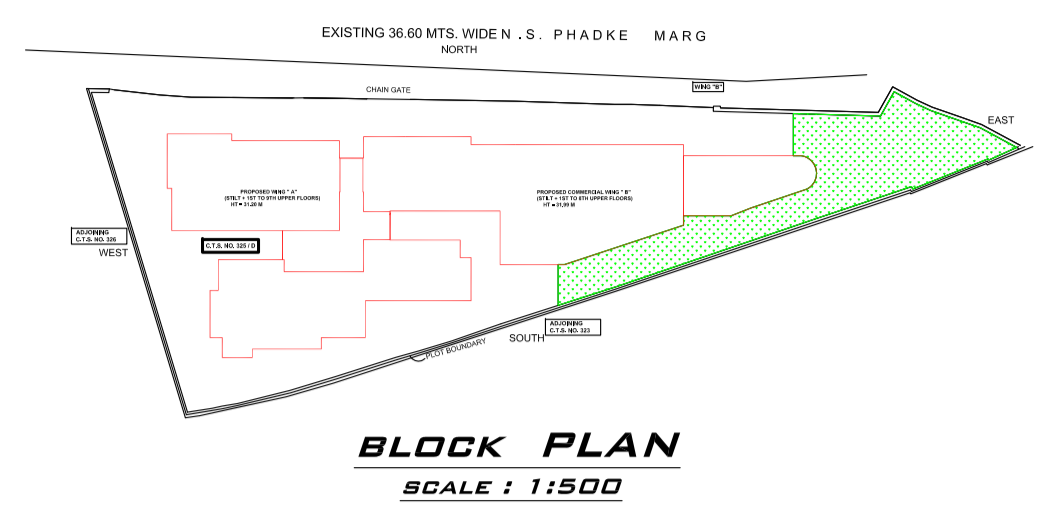 EXISTING 36.60 MTS. WIDE N . S . PHADKE MARG
NORTH
CHAIN GATE
WING "B"
EAST
PROPOSED WING " A"
(STILT + 1ST TO 9TH UPPER FLOORS)
HT = 31.20 M
PROPOSED COMMERCIAL WING " B"
(STILT + 1ST TO 8TH UPPER FLOORS)
HT = 31,99 M
ADJOINING
C.T.S. NO. 326
WEST
C.T.S. NO. 325 / D
ADJOINING
C.T.S. NO. 323
SOUTH
PLOT BOUNDARY
BLOCK PLAN
SCALE : 1:500